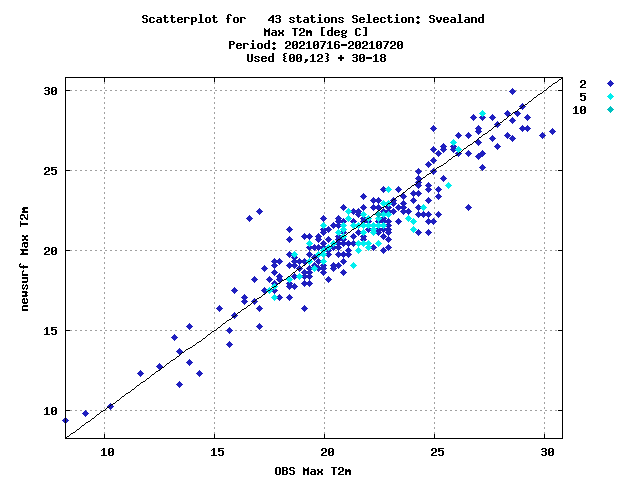 Scatterplot for   43 stations Selection: Svealand
Max T2m [deg C]
Period: 20210716-20210720
Used {00,12} + 30-18
2
5
10
30
25
20
15
10
newsurf Max T2m
10 15 20 25 30
OBS Max T2m